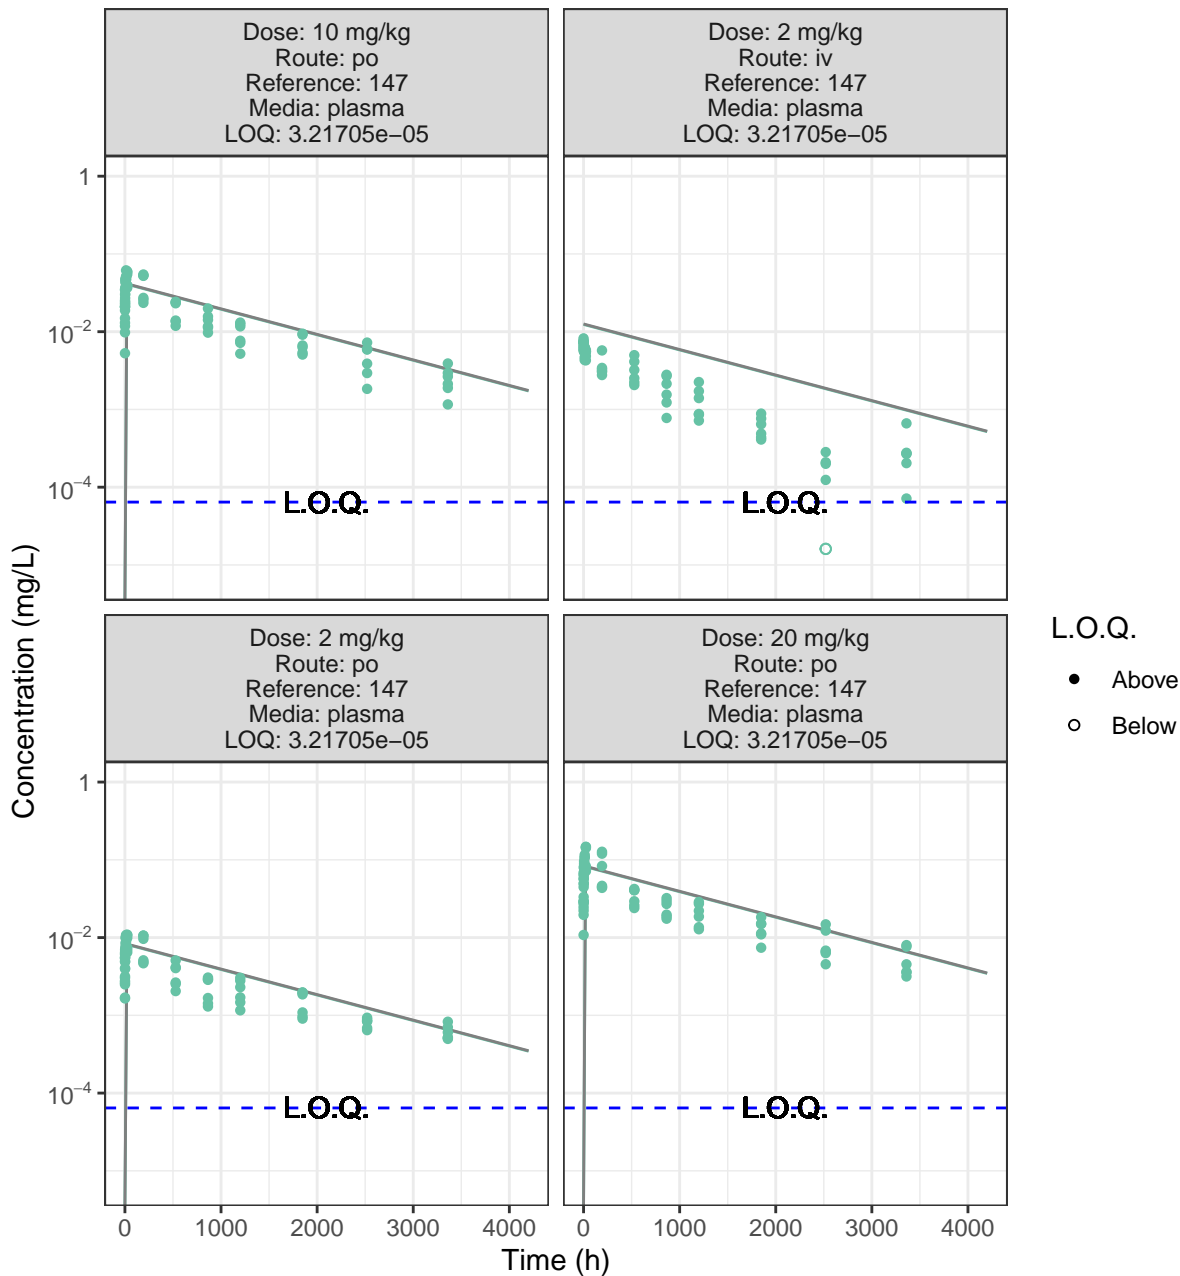 Dose: 10 mg/kg
Route: po
Reference: 147
Media: plasma
LOQ: 3.21705e−05
Dose: 2 mg/kg
Route: iv
Reference: 147
Media: plasma
LOQ: 3.21705e−05
1
10−2
10−4
L.O.Q.
L.O.Q.
Dose: 2 mg/kg
Route: po
Reference: 147
Media: plasma
LOQ: 3.21705e−05
Dose: 20 mg/kg
Route: po
Reference: 147
Media: plasma
LOQ: 3.21705e−05
1
10−2
10−4
L.O.Q.
L.O.Q.
0 1000 2000 3000 4000
0 1000 2000 3000 4000
Time (h)
Concentration (mg/L)
L.O.Q.
Above
Below